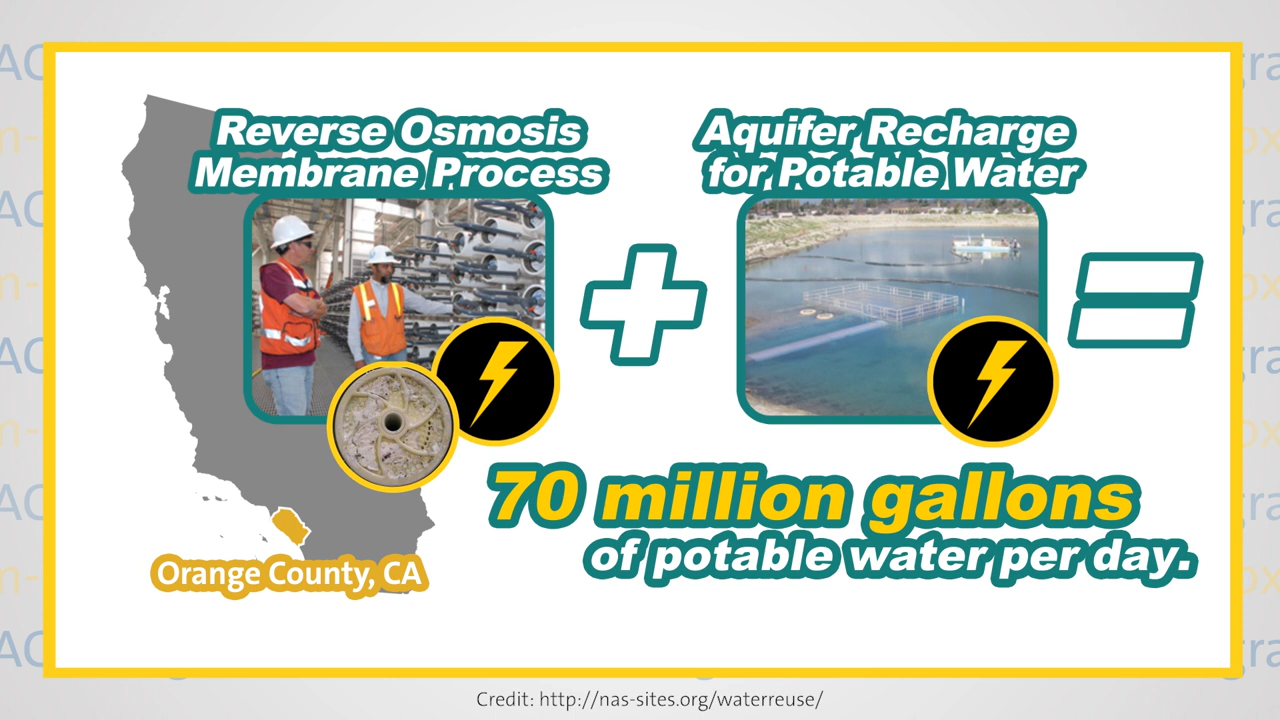 Reverse Osmosis
Membrane Process
Aquifer Recharge
for Potable Water
70 million gallons
of potable water per day.
Orange County, CA
Credit: http://nas-sites.org/waterreuse/